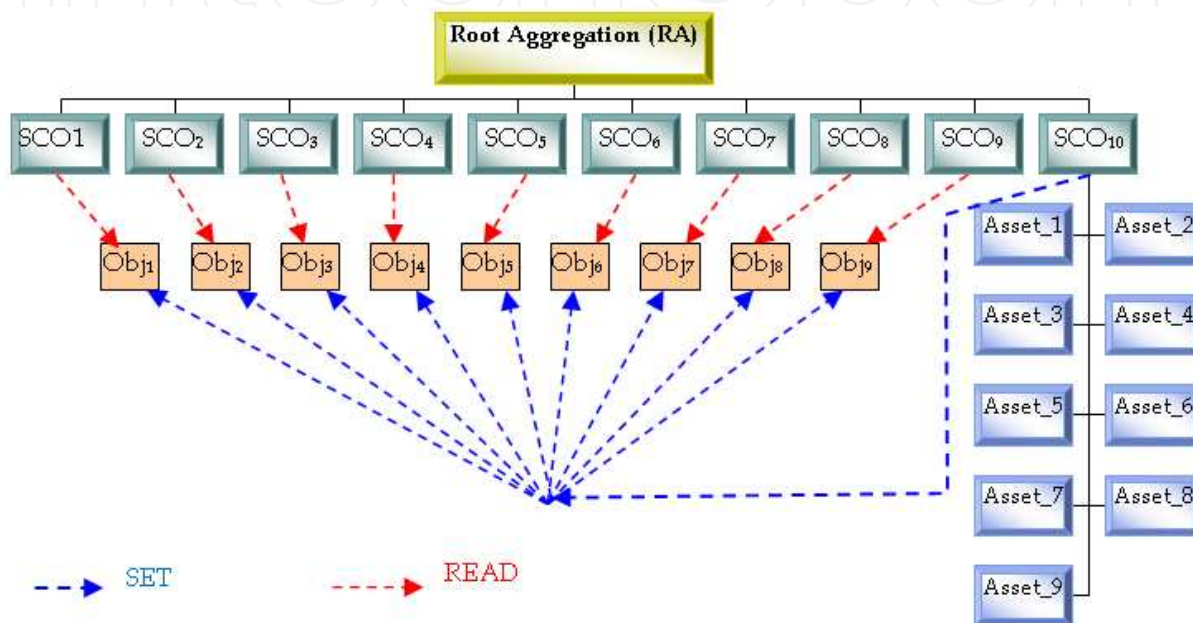 Root Aggregation (RA)
SCO1 SCO₂ SCO₃ SCO₄ SCO₅ SCO₆ SCO₇ SCO₈ SCO₉ SCO₁₀
Asset_1 Asset_2
Obj₁ Obj₂ Obj₃ Obj₄ Obj₅ Obj₆ Obj₇ Obj₈ Obj₉
Asset_3 Asset_4
Asset_5 Asset_6
Asset_7 Asset_8
SET READ
Asset_9